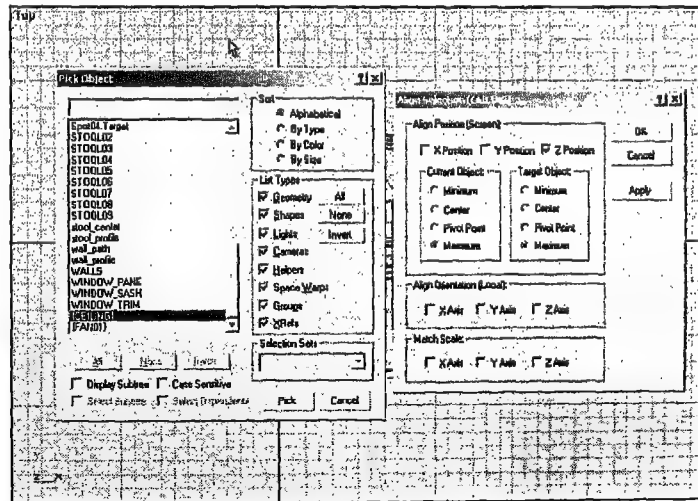 Top
Pick Object
Spot04.Target
STOOL02
STOOL03
STOOL04
STOOL05
STOOL06
STOOL07
STOOL08
STOOL09
stool_center
stool_profile
wall_path
wall_profile
WALLS
WINDOW_PANE
WINDOW_SASH
WINDOW_TRIM
[FAN01]
All
None
Invert
Display Subtree
Case Sensitive
Select Subtree
Select Dependents
Sort
Alphabetical
By Type
By Color
By Size
List Types
Geometry
All
Shapes
None
Lights
Invert
Cameras
Helpers
Space Warps
Groups
XRefs
Selection Sets
Pick
Cancel
Align Position (Screen):
X Position
Y Position
Z Position
Current Object:
Minimum
Center
Pivot Point
Maximum
Target Object:
Minimum
Center
Pivot Point
Maximum
Align Orientation (Local):
X Axis
Y Axis
Z Axis
Match Scale:
X Axis
Y Axis
Z Axis
OK
Cancel
Apply